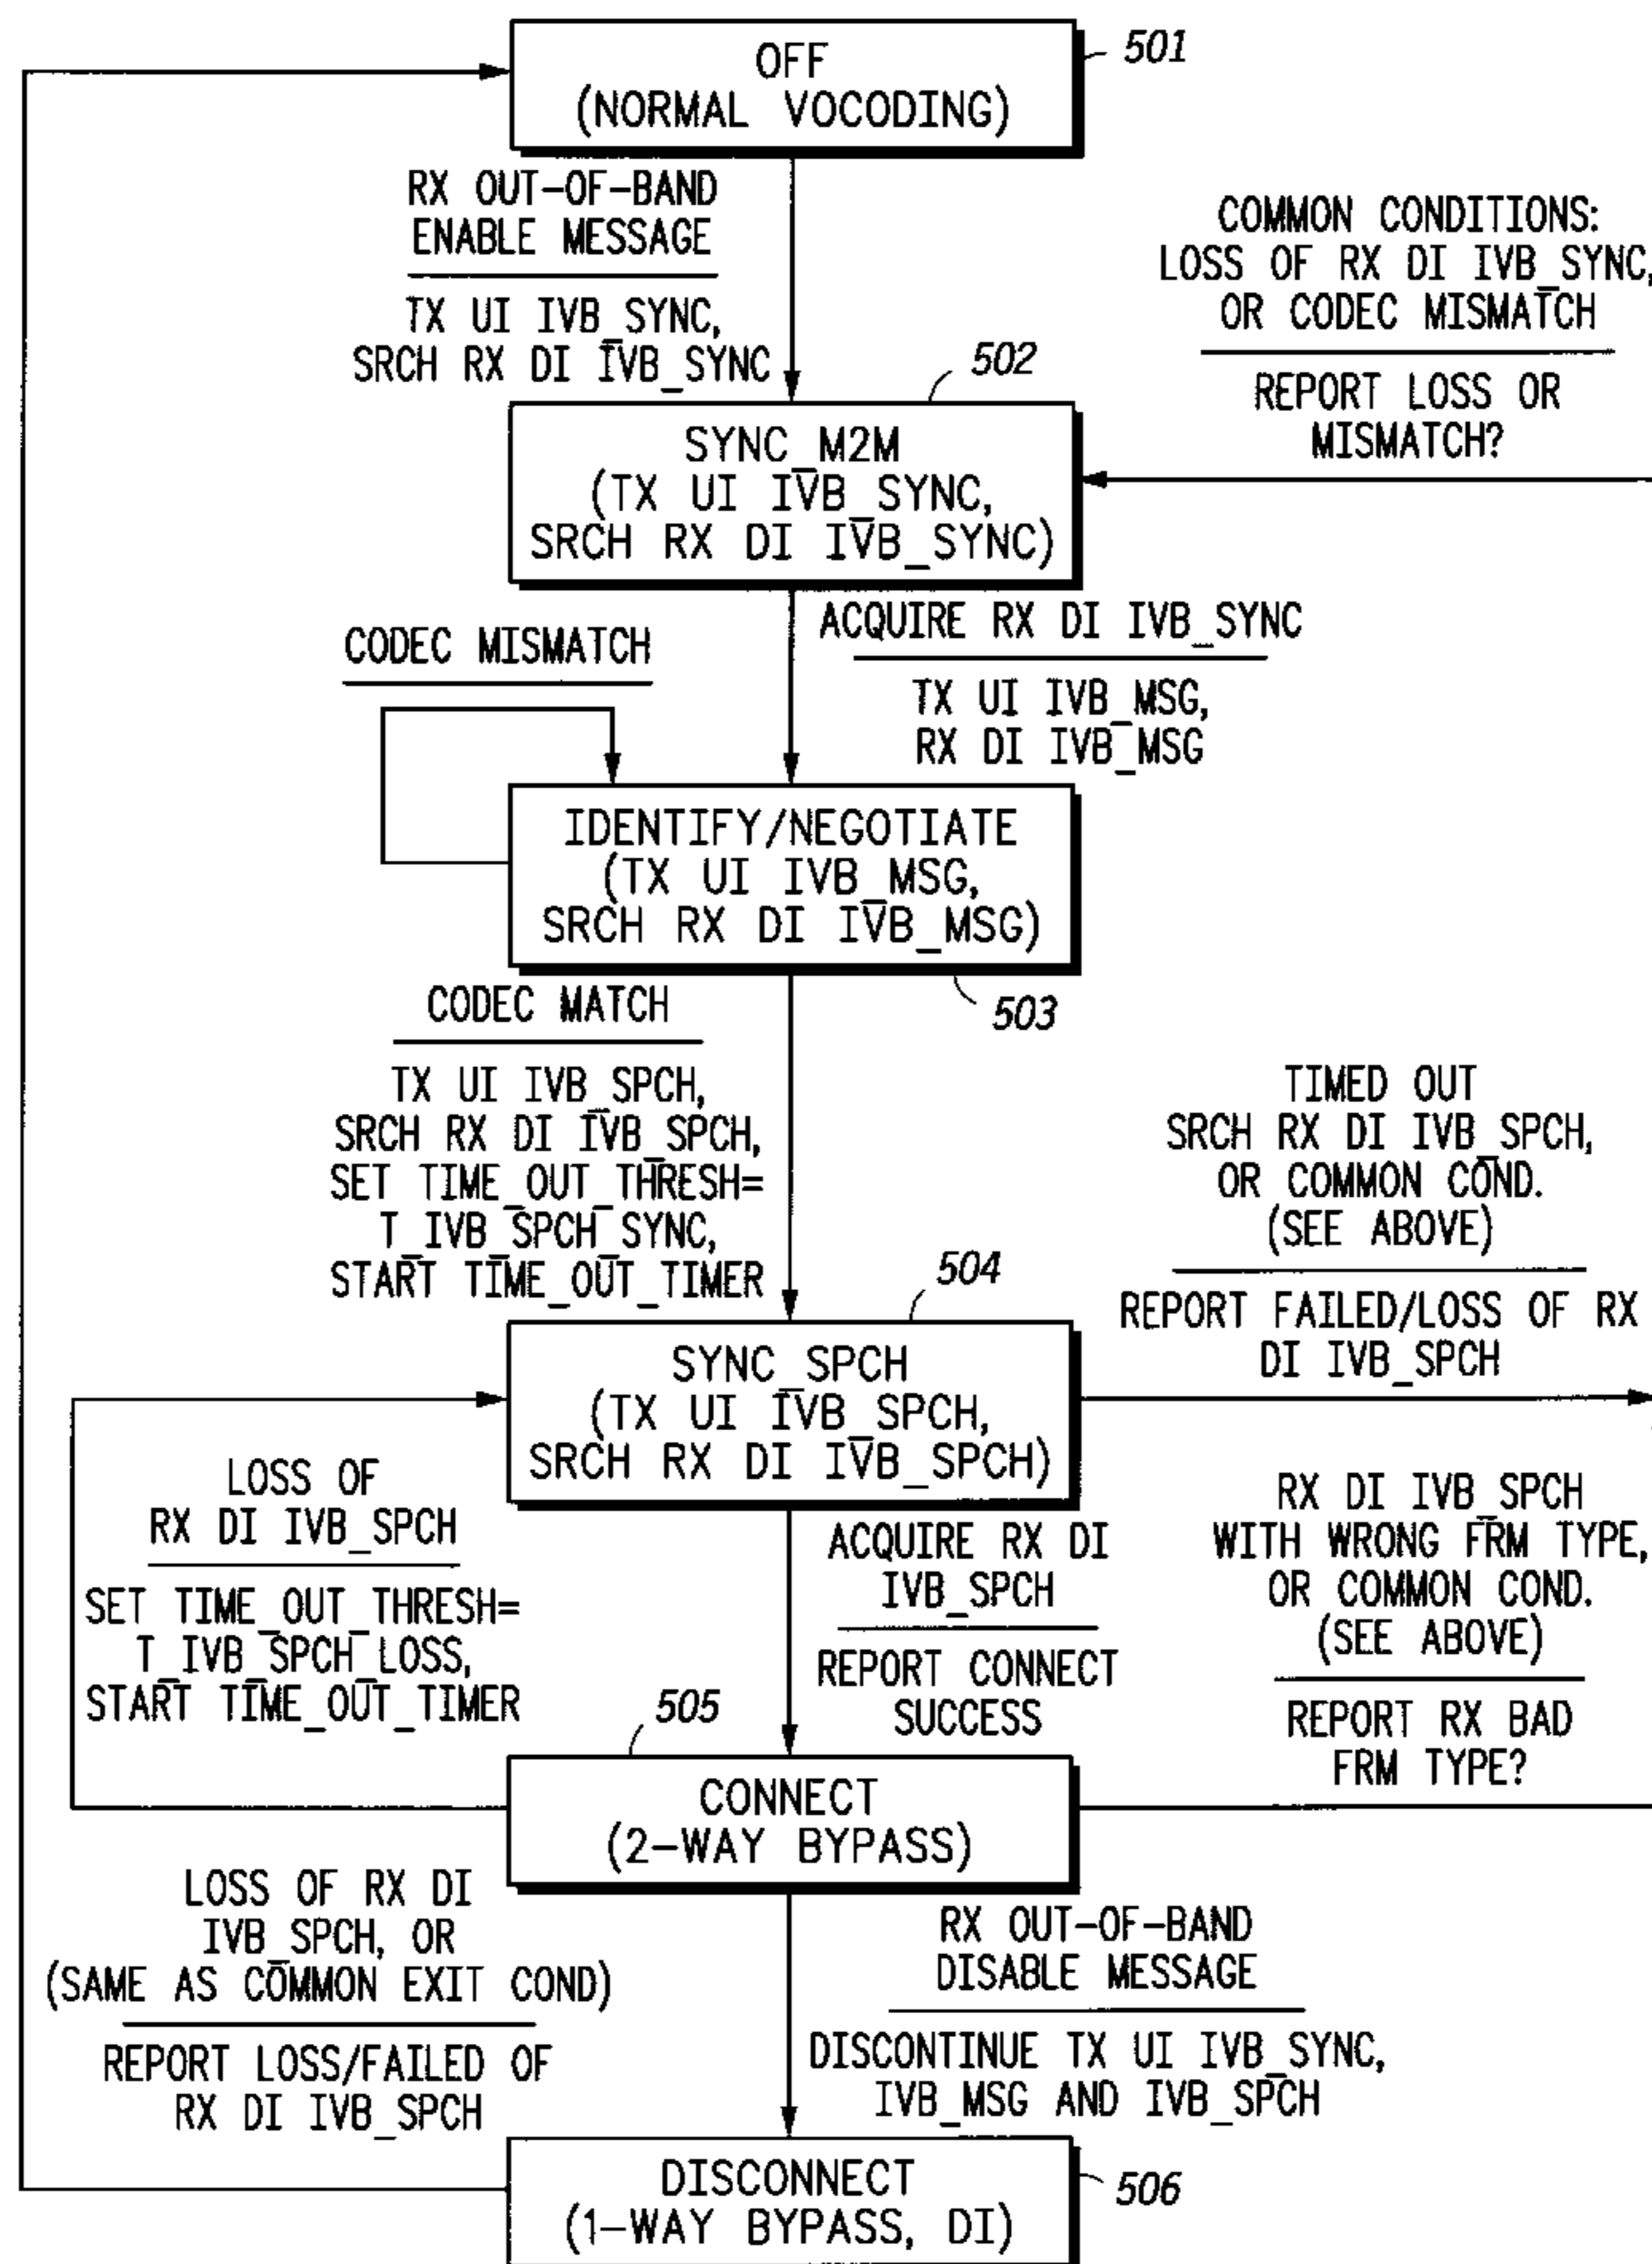 OFF
(NORMAL VOCODING)
501
RX OUT-OF-BAND
ENABLE MESSAGE
TX UI IVB_SYNC,
SRCH RX DI IVB_SYNC
COMMON CONDITIONS:
LOSS OF RX DI IVB_SYNC,
OR CODEC MISMATCH
REPORT LOSS OR
MISMATCH?
502
SYNC_M2M
(TX UI IVB_SYNC,
SRCH RX DI IVB_SYNC)
CODEC MISMATCH
ACQUIRE RX DI IVB_SYNC
TX UI IVB_MSG,
RX DI IVB_MSG
IDENTIFY/NEGOTIATE
(TX UI IVB_MSG,
SRCH RX DI IVB_MSG)
503
CODEC MATCH
TX UI IVB_SPCH,
SRCH RX DI IVB_SPCH,
SET TIME_OUT_THRESH=
T_IVB_SPCH_SYNC,
START TIME_OUT_TIMER
TIMED OUT
SRCH RX DI IVB_SPCH,
OR COMMON COND.
(SEE ABOVE)
REPORT FAILED/LOSS OF RX
DI IVB_SPCH
504
SYNC_SPCH
(TX UI IVB_SPCH,
SRCH RX DI IVB_SPCH)
LOSS OF
RX DI IVB_SPCH
SET TIME_OUT_THRESH=
T_IVB_SPCH_LOSS,
START TIME_OUT_TIMER
ACQUIRE RX DI
IVB_SPCH
REPORT CONNECT
SUCCESS
RX DI IVB_SPCH
WITH WRONG FRM TYPE,
OR COMMON COND.
(SEE ABOVE)
REPORT RX BAD
FRM TYPE?
505
CONNECT
(2-WAY BYPASS)
LOSS OF RX DI
IVB_SPCH, OR
(SAME AS COMMON EXIT COND)
REPORT LOSS/FAILED OF
RX DI IVB_SPCH
RX OUT-OF-BAND
DISABLE MESSAGE
DISCONTINUE TX UI IVB_SYNC,
IVB_MSG AND IVB_SPCH
DISCONNECT
(1-WAY BYPASS, DI)
506